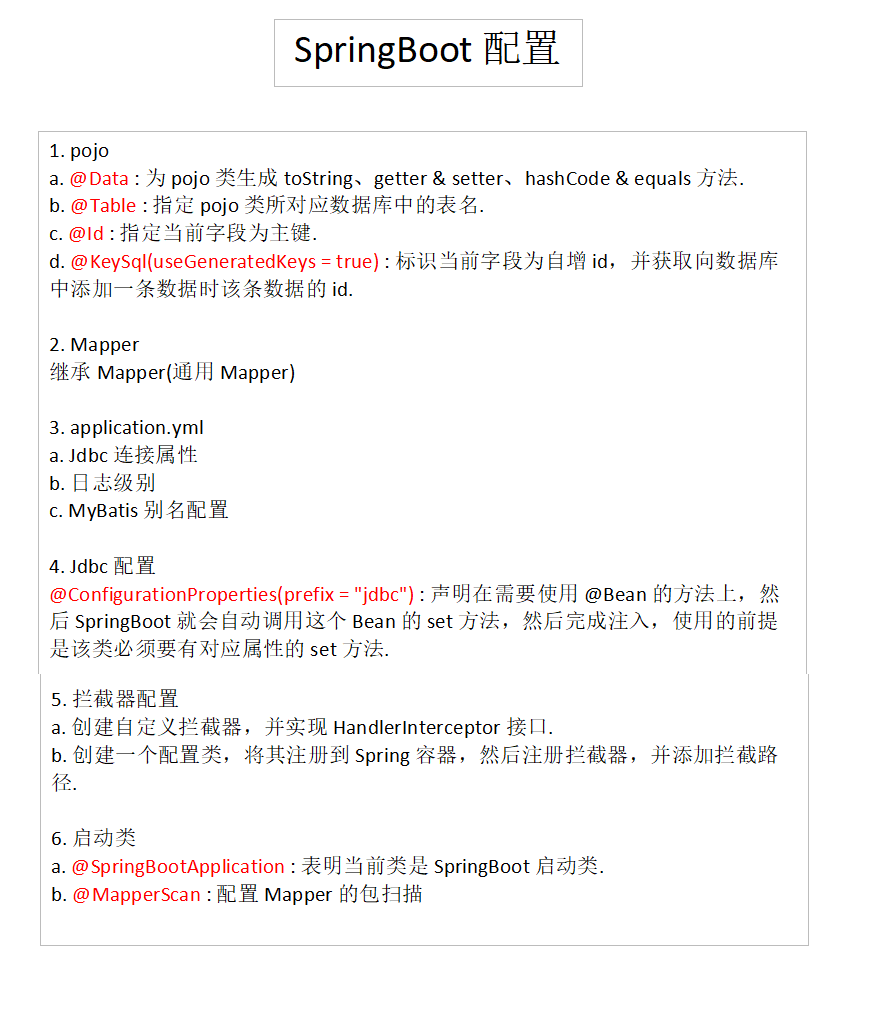 SpringBoot 配置
1. pojo
a. @Data : 为 pojo 类生成 toString、getter & setter、hashCode & equals 方法.
b. @Table : 指定 pojo 类所对应数据库中的表名.
c. @Id : 指定当前字段为主键.
d. @KeySql(useGeneratedKeys = true) : 标识当前字段为自增 id，并获取向数据库
中添加一条数据时该条数据的 id.
2. Mapper
继承 Mapper(通用 Mapper)
3. application.yml
a. Jdbc 连接属性
b. 日志级别
c. MyBatis 别名配置
4. Jdbc 配置
@ConfigurationProperties(prefix = "jdbc") : 声明在需要使用 @Bean 的方法上，然
后 SpringBoot 就会自动调用这个 Bean 的 set 方法，然后完成注入，使用的前提
是该类必须要有对应属性的 set 方法.
5. 拦截器配置
a. 创建自定义拦截器，并实现 HandlerInterceptor 接口.
b. 创建一个配置类，将其注册到 Spring 容器，然后注册拦截器，并添加拦截路
径.
6. 启动类
a. @SpringBootApplication : 表明当前类是 SpringBoot 启动类.
b. @MapperScan : 配置 Mapper 的包扫描